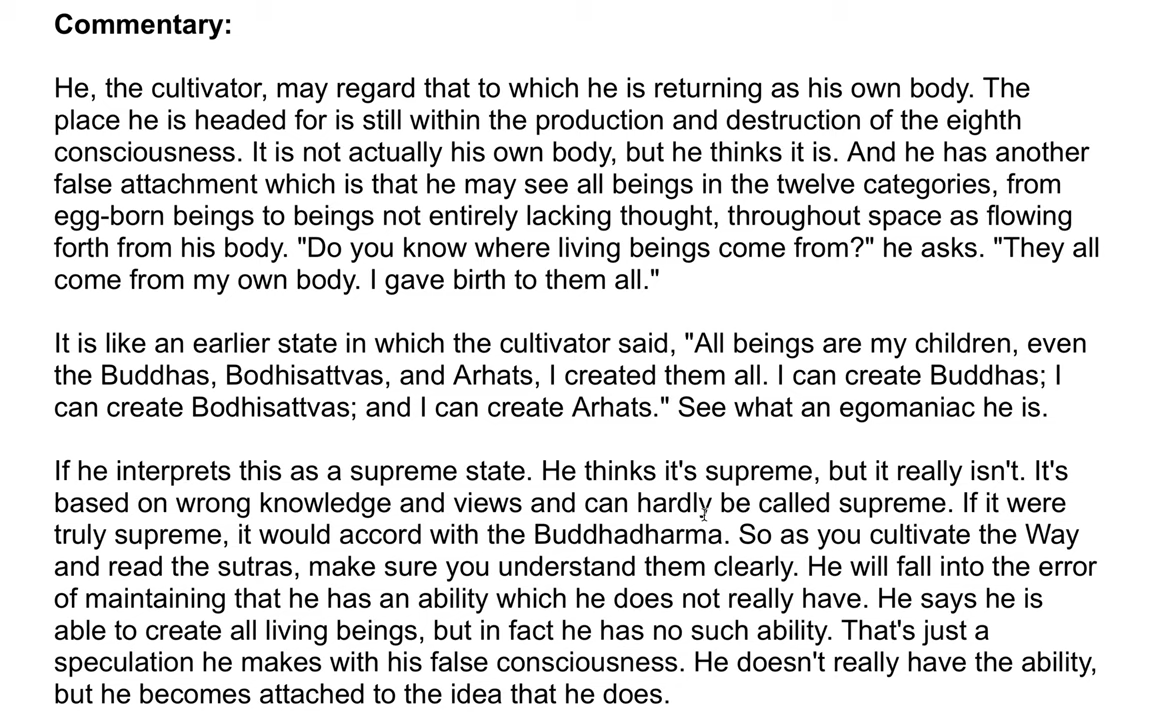 Commentary:
He, the cultivator, may regard that to which he is returning as his own body. The
place he is headed for is still within the production and destruction of the eighth
consciousness. It is not actually his own body, but he thinks it is. And he has another
false attachment which is that he may see all beings in the twelve categories, from
egg-born beings to beings not entirely lacking thought, throughout space as flowing
forth from his body. "Do you know where living beings come from?" he asks. "They all
come from my own body. I gave birth to them all."
It is like an earlier state in which the cultivator said, "All beings are my children, even
the Buddhas, Bodhisattvas, and Arhats, I created them all. I can create Buddhas; I
can create Bodhisattvas; and I can create Arhats." See what an egomaniac he is.
If he interprets this as a supreme state. He thinks it's supreme, but it really isn't. It's
based on wrong knowledge and views and can hardly be called supreme. If it were
truly supreme, it would accord with the Buddhadharma. So as you cultivate the Way
and read the sutras, make sure you understand them clearly. He will fall into the error
of maintaining that he has an ability which he does not really have. He says he is
able to create all living beings, but in fact he has no such ability. That's just a
speculation he makes with his false consciousness. He doesn't really have the ability,
but he becomes attached to the idea that he does.